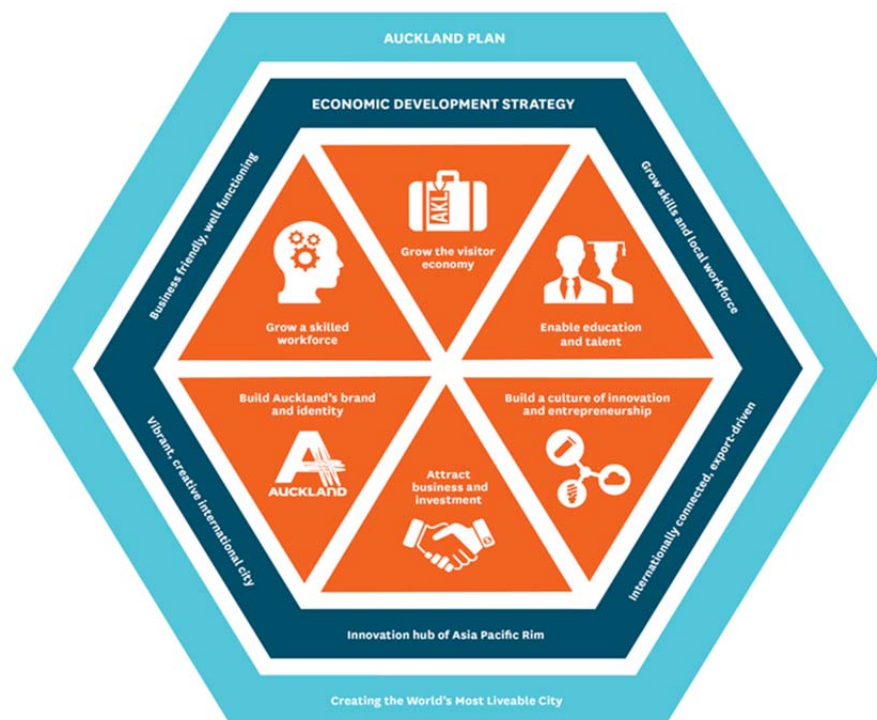 AUCKLAND PLAN
ECONOMIC DEVELOPMENT STRATEGY
Business friendly, well functioning
Grow skills and local workforce
AKL
Grow the visitor
economy
Grow a skilled
workforce
Enable education
and talent
Build Auckland's brand
and identity
AUCKLAND
Attract
business and
investment
Build a culture of innovation
and entrepreneurship
Vibrant, creative international city
Internationally connected, export-driven
Innovation hub of Asia Pacific Rim
Creating the World's Most Liveable City